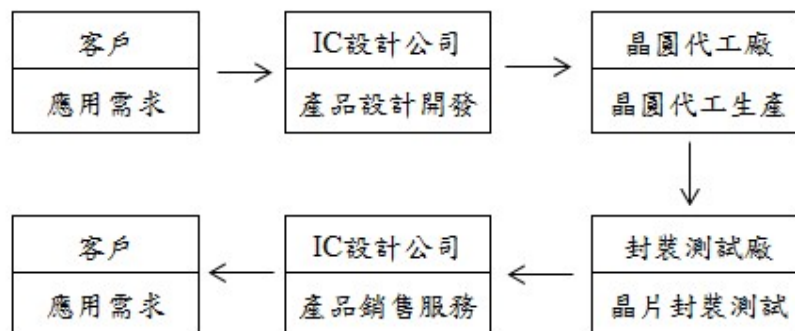 客戶
應用需求
IC設計公司
產品設計開發
晶圓代工廠
晶圓代工生產
客戶
應用需求
IC設計公司
產品銷售服務
封裝測試廠
晶片封裝測試